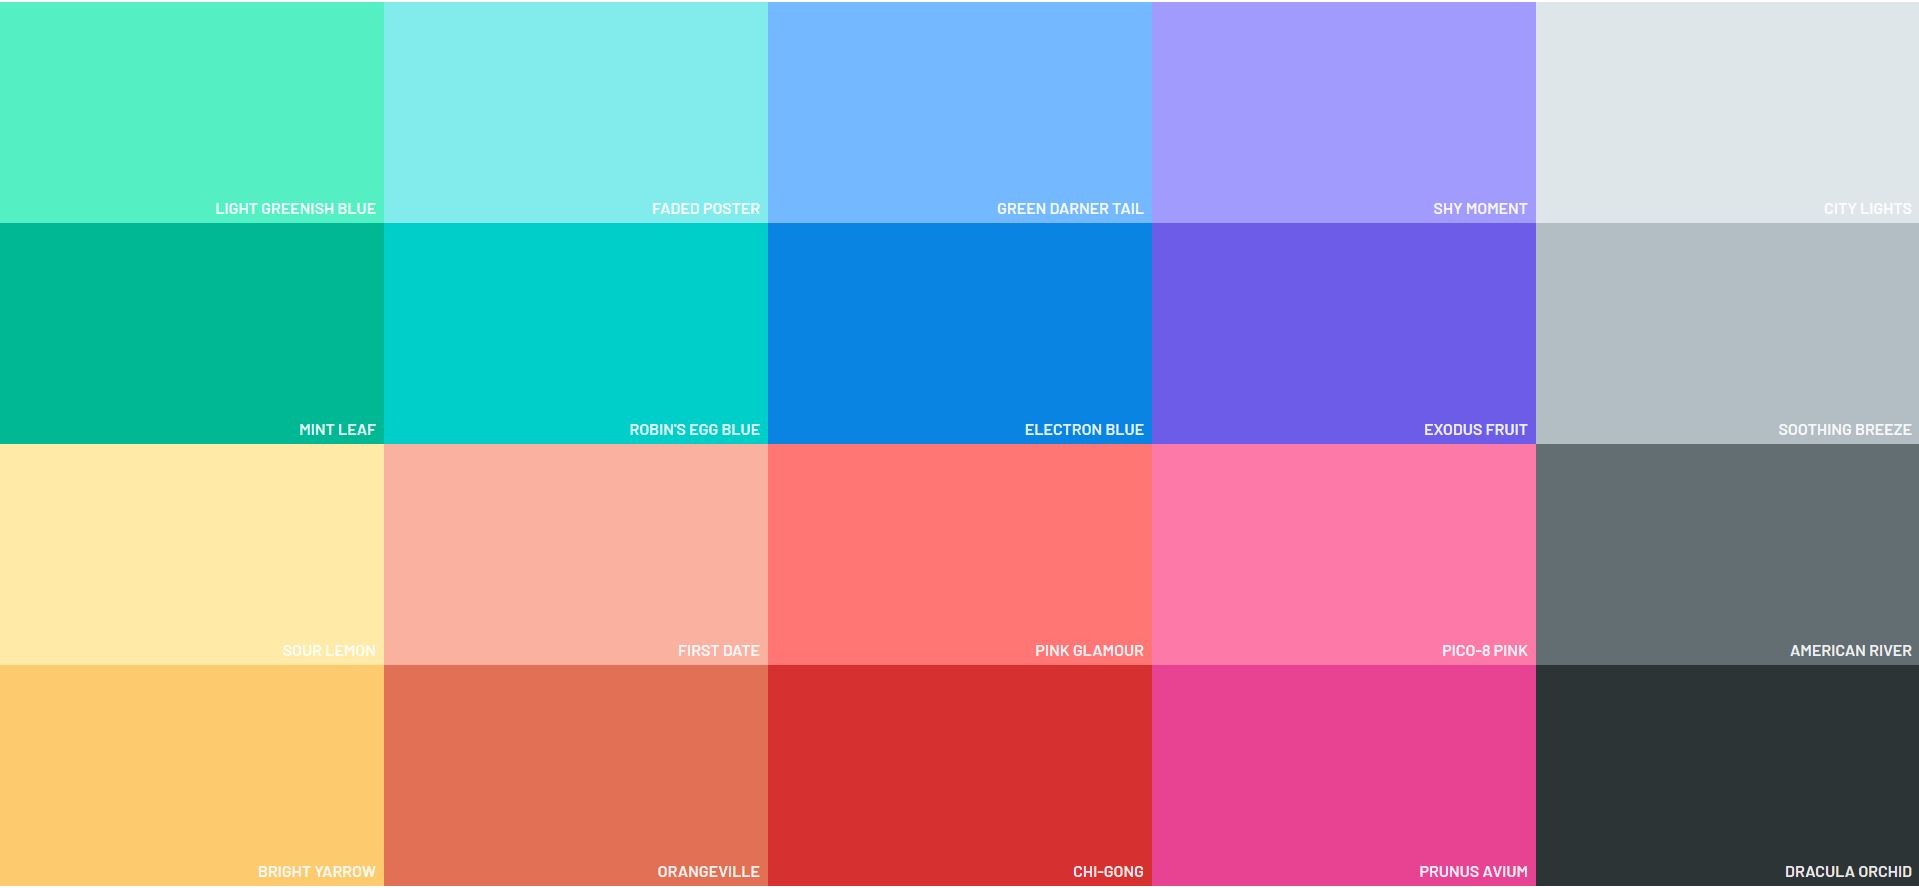 LIGHT GREENISH BLUE
FADED POSTER
GREEN DARNER TAIL
SHY MOMENT
CITY LIGHTS
MINT LEAF
ROBIN'S EGG BLUE
ELECTRON BLUE
EXODUS FRUIT
SOOTHING BREEZE
SOUR LEMON
FIRST DATE
PINK GLAMOUR
PICO-8 PINK
AMERICAN RIVER
BRIGHT YARROW
ORANGEVILLE
CHI-GONG
PRUNUS AVIUM
DRACULA ORCHID